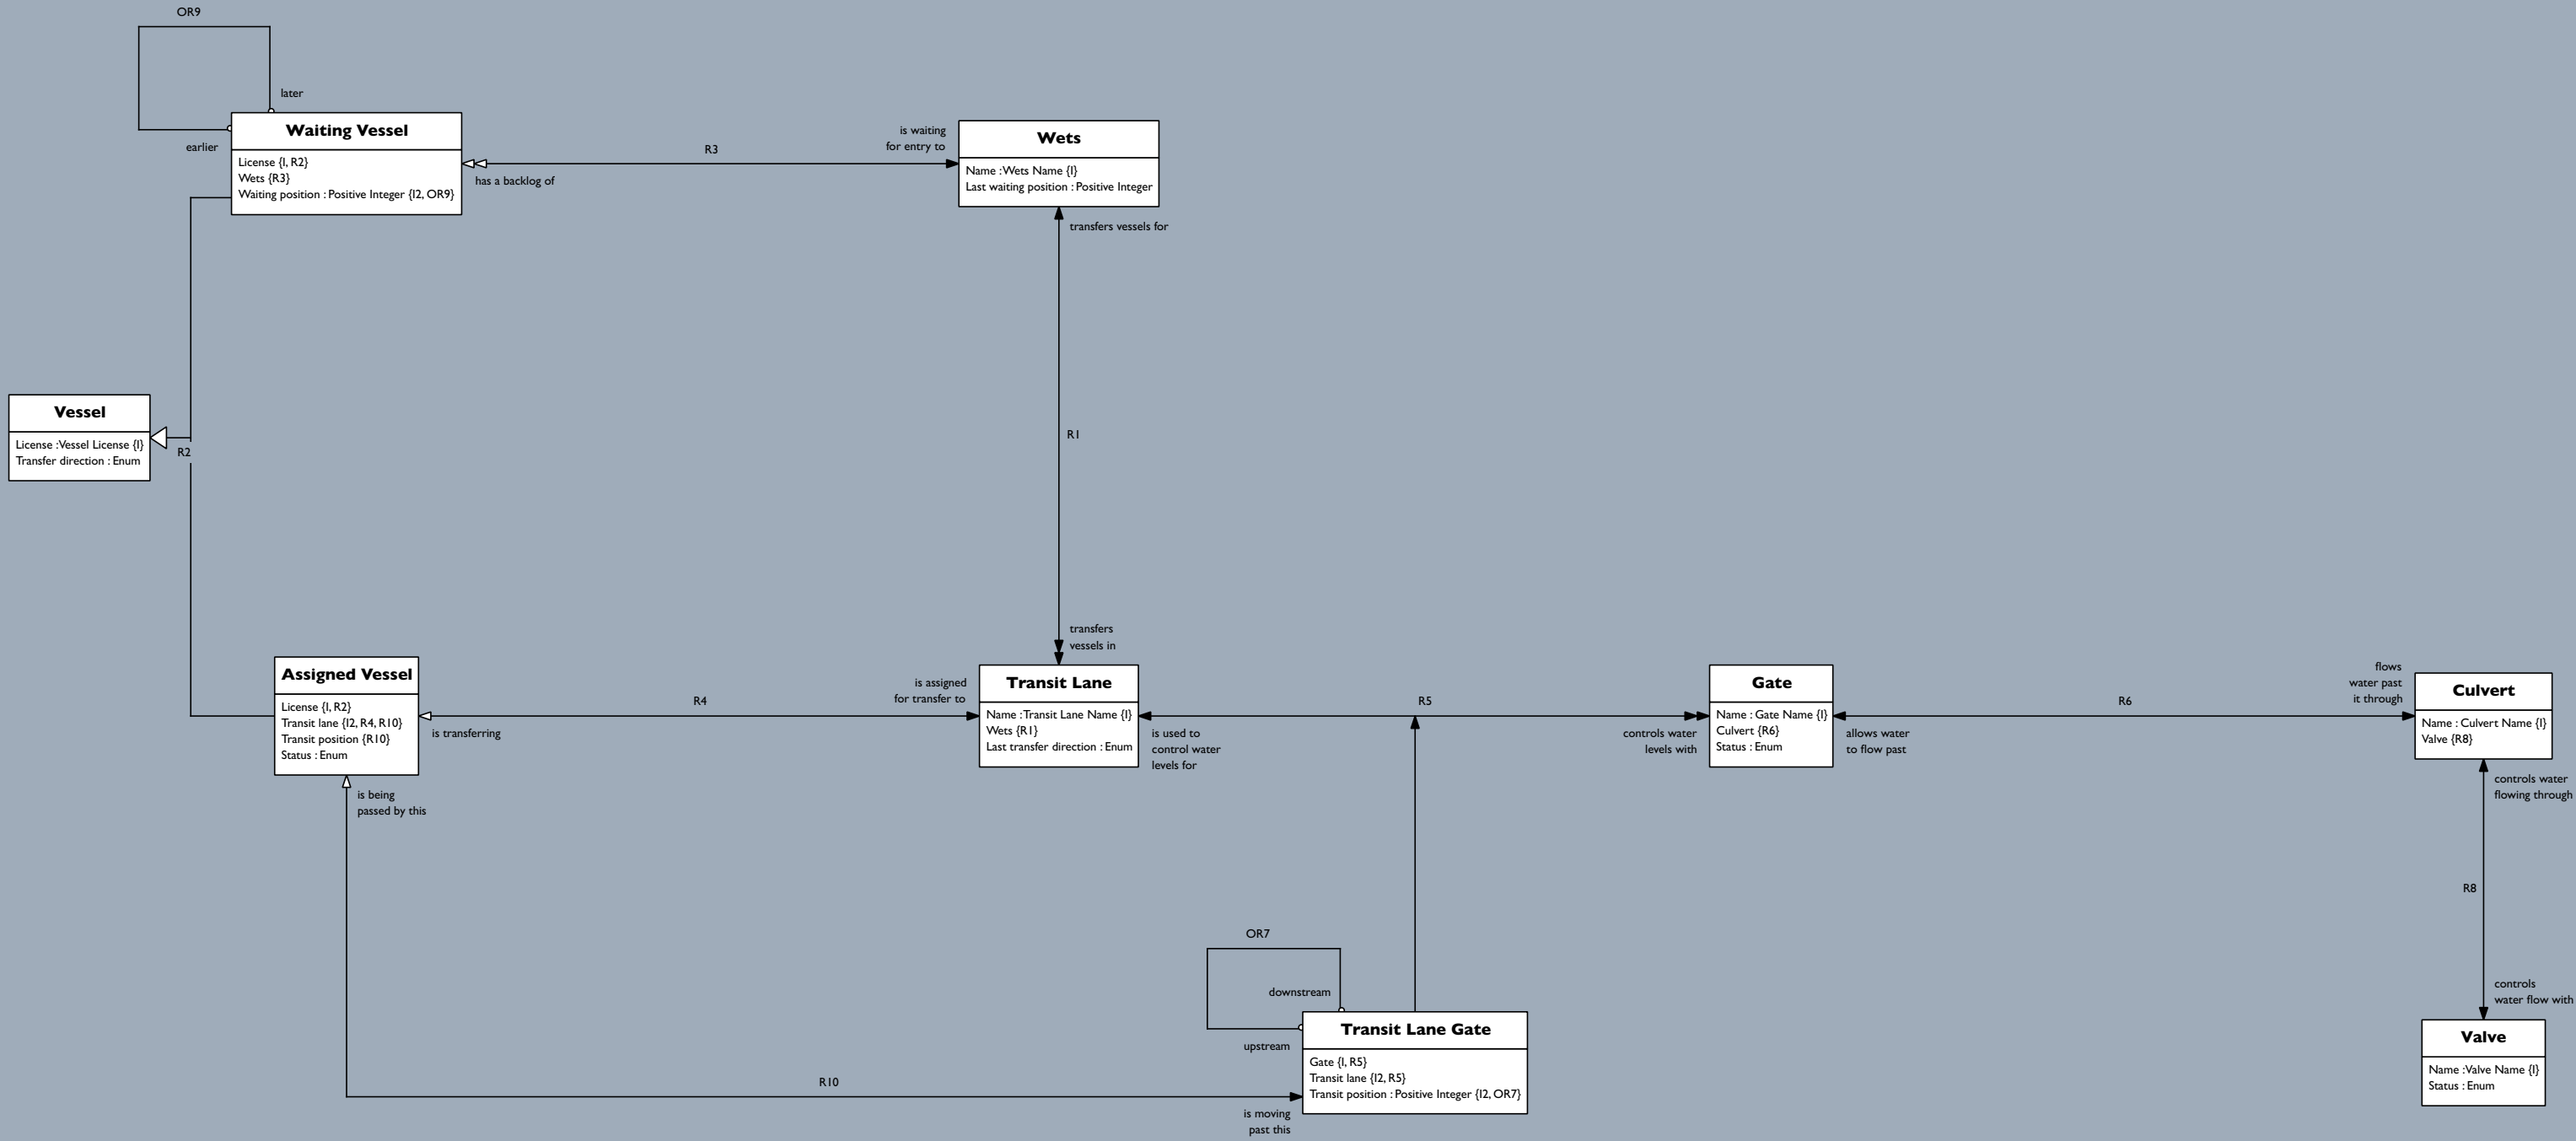 OR9
later
Waiting Vessel
earlier
License {I, R2}
Wets {R3}
Waiting position : Positive Integer {I2, OR9}
R3
has a backlog of
is waiting
for entry to
Wets
Name : Wets Name {I}
Last waiting position : Positive Integer
transfers vessels for
R1
transfers
vessels in
Vessel
License : Vessel License {I}
Transfer direction : Enum
R2
Assigned Vessel
License {I, R2}
Transit lane {I2, R4, R10}
Transit position {R10}
Status : Enum
is transferring
R4
is assigned
for transfer to
Transit Lane
Name : Transit Lane Name {I}
Wets {R1}
Last transfer direction : Enum
is used to
control water
levels for
R5
controls water
levels with
Gate
Name : Gate Name {I}
Culvert {R6}
Status : Enum
allows water
to flow past
R6
flows
water past
it through
Culvert
Name : Culvert Name {I}
Valve {R8}
controls water
flowing through
R8
controls
water flow with
Valve
Name : Valve Name {I}
Status : Enum
is being
passed by this
R10
is moving
past this
OR7
downstream
upstream
Transit Lane Gate
Gate {I, R5}
Transit lane {I2, R5}
Transit position : Positive Integer {I2, OR7}